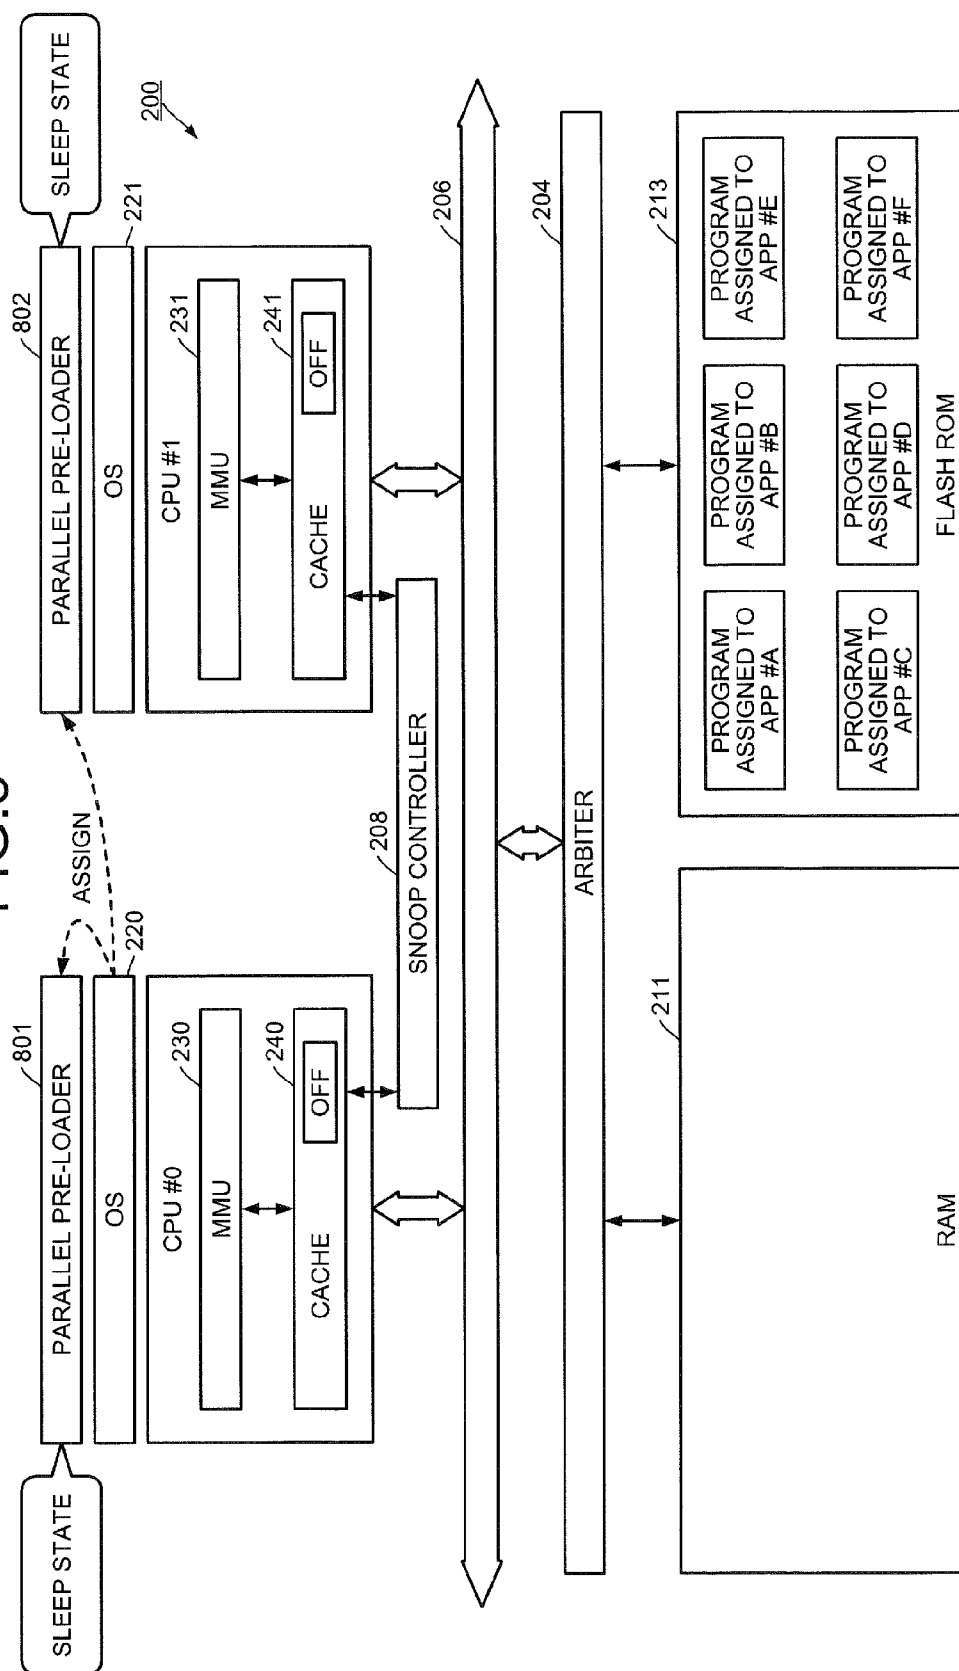 200
SLEEP STATE
801
PARALLEL PRE-LOADER
ASSIGN
802
PARALLEL PRE-LOADER
SLEEP STATE
OS
220
OS
221
CPU #0
230
MMU
240
CACHE
OFF
CPU #1
231
MMU
241
CACHE
OFF
208
SNOOP CONTROLLER
206
204
ARBITER
211
RAM
213
PROGRAM
ASSIGNED TO
APP #A
PROGRAM
ASSIGNED TO
APP #B
PROGRAM
ASSIGNED TO
APP #E
PROGRAM
ASSIGNED TO
APP #C
PROGRAM
ASSIGNED TO
APP #D
PROGRAM
ASSIGNED TO
APP #F
FLASH ROM